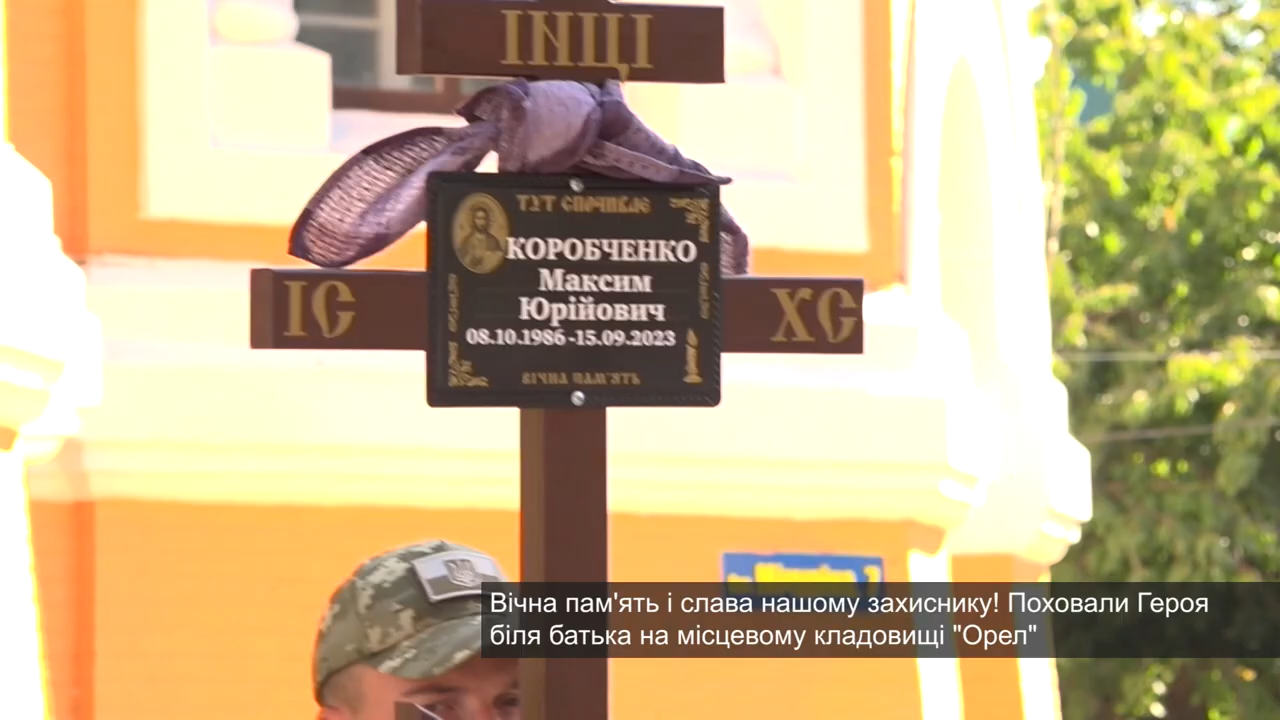 ІНЦІ
ТУТ СПОЧИВАЄ
КОРОБЧЕНКО
Максим
Юрійович
08.10.1986-15.09.2023
ВІЧНА ПАМ'ЯТЬ
ІС
ХС
Вічна пам'ять і слава нашому захиснику! Поховали Героя
біля батька на місцевому кладовищі "Орел"